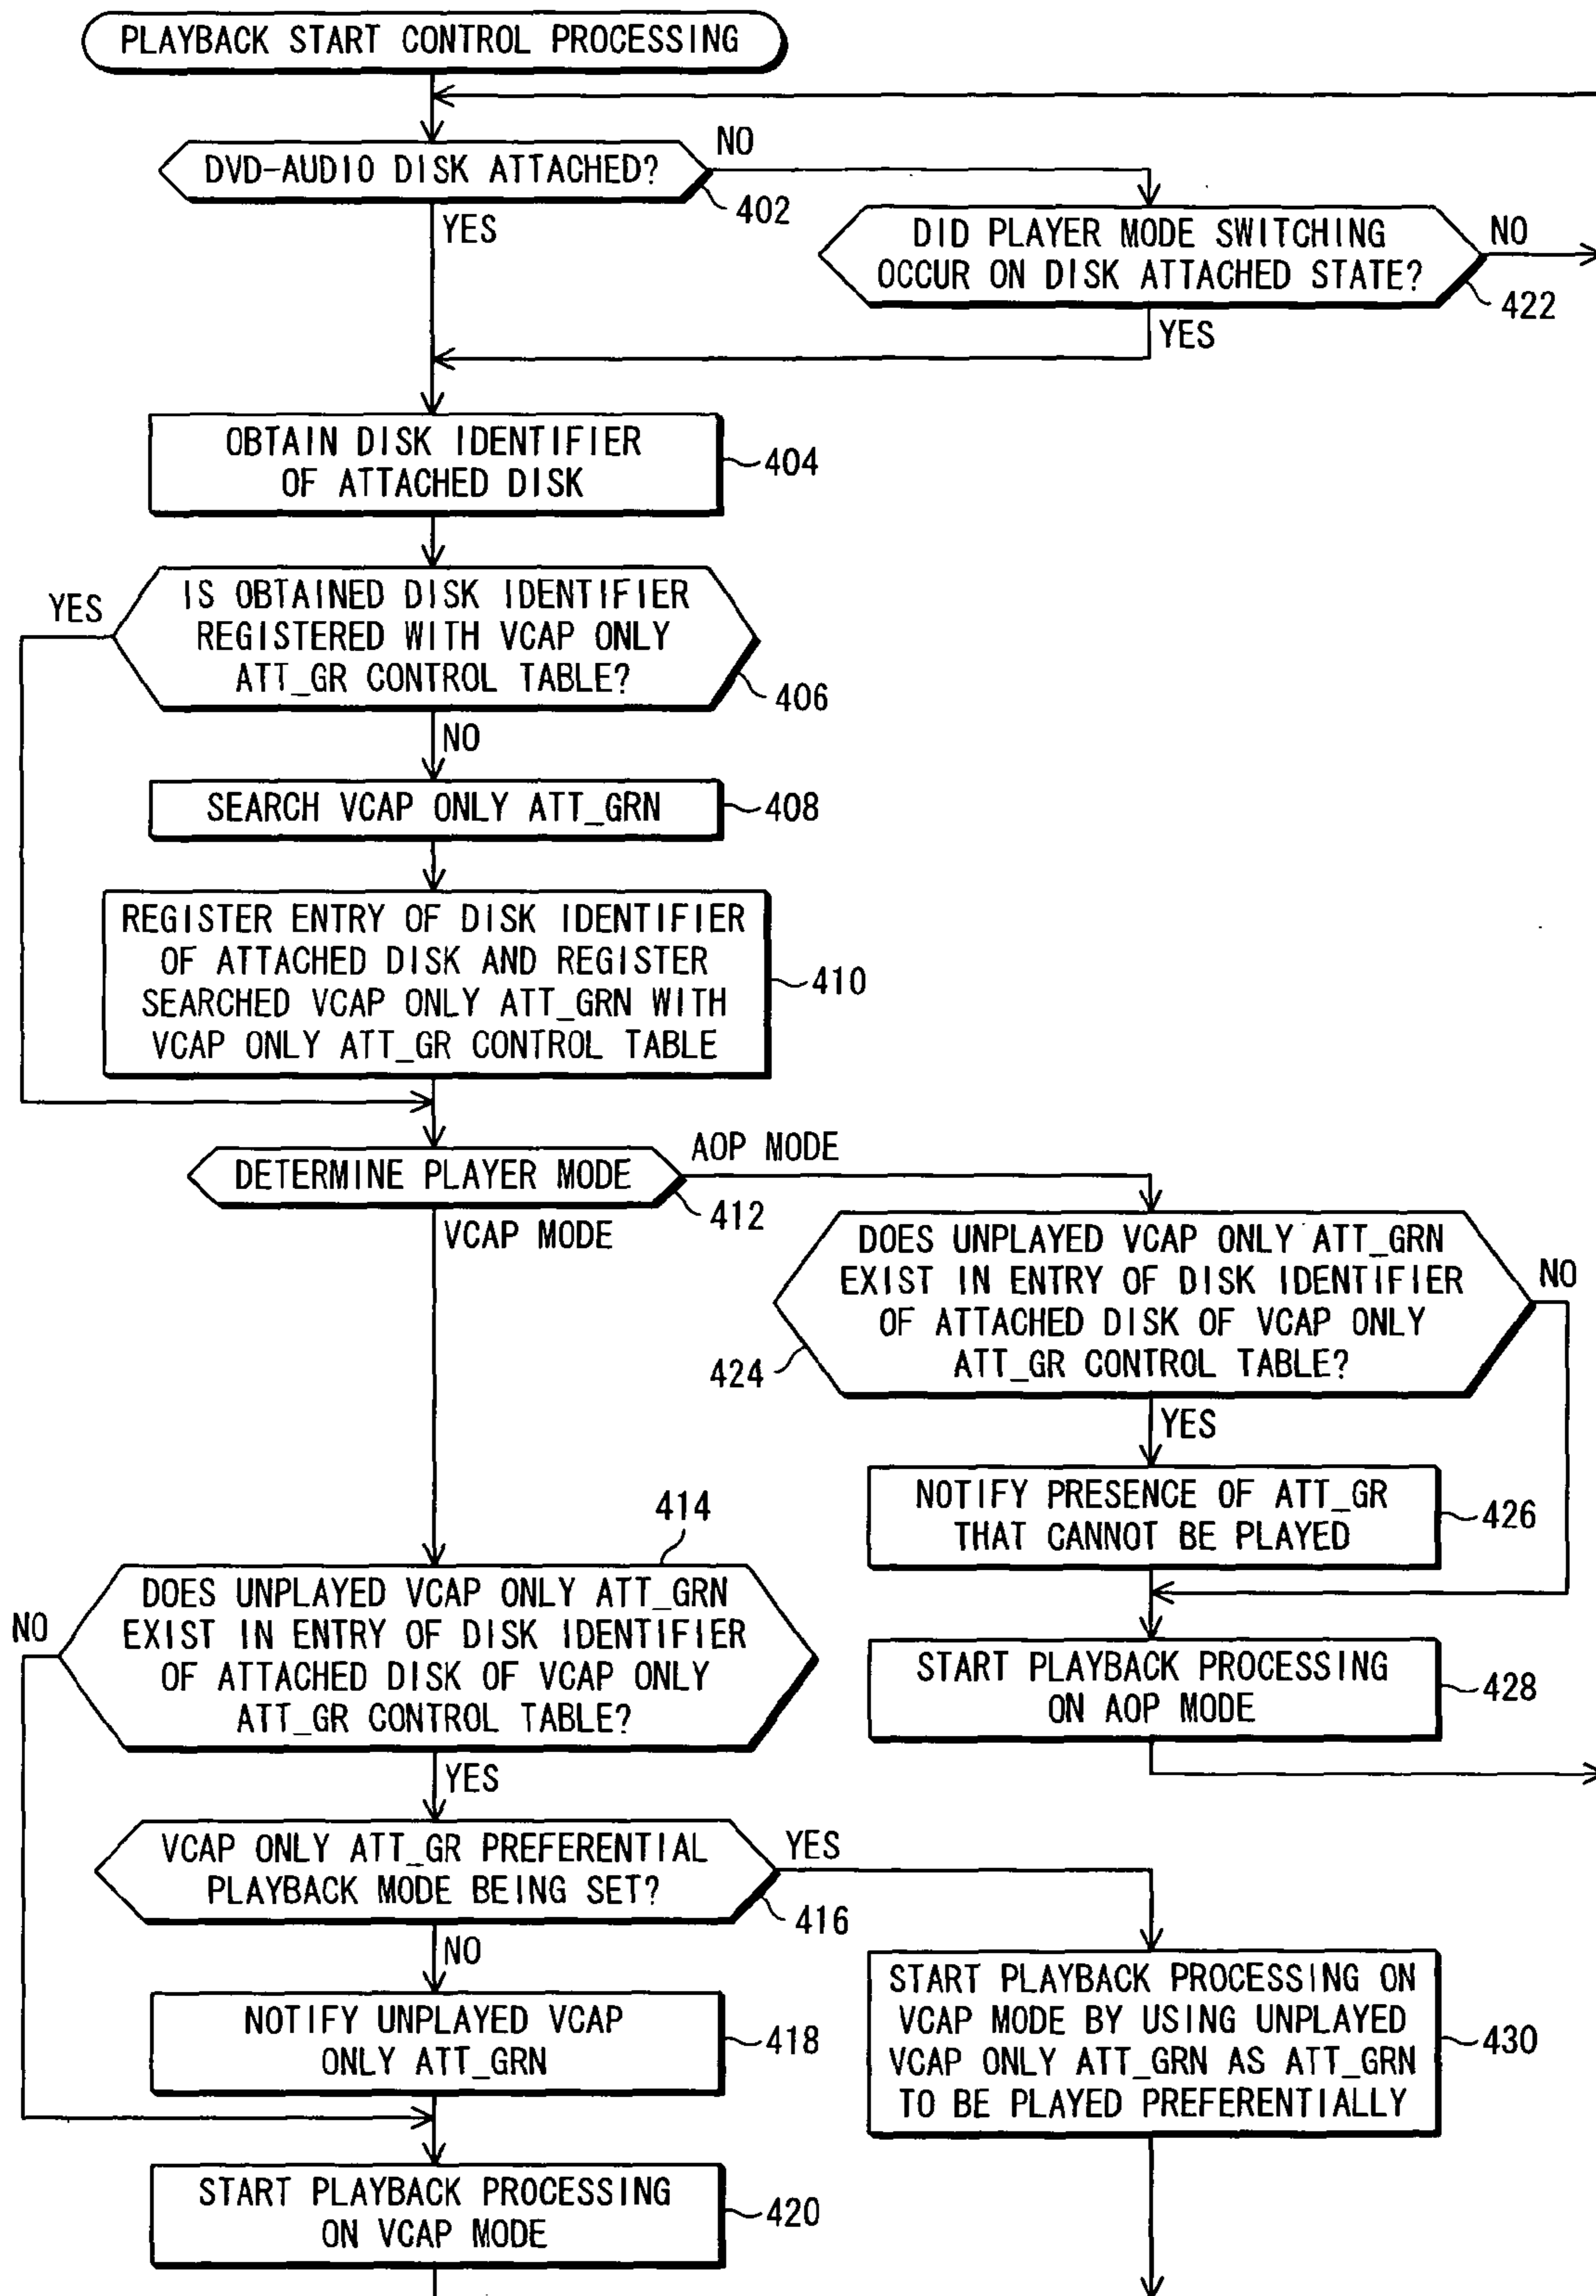 PLAYBACK START CONTROL PROCESSING
DVD-AUDIO DISK ATTACHED?
NO
402
YES
DID PLAYER MODE SWITCHING
OCCUR ON DISK ATTACHED STATE?
NO
422
YES
OBTAIN DISK IDENTIFIER
OF ATTACHED DISK
404
IS OBTAINED DISK IDENTIFIER
REGISTERED WITH VCAP ONLY
ATT_GR CONTROL TABLE?
YES
406
NO
SEARCH VCAP ONLY ATT_GRN
408
REGISTER ENTRY OF DISK IDENTIFIER
OF ATTACHED DISK AND REGISTER
SEARCHED VCAP ONLY ATT_GRN WITH
VCAP ONLY ATT_GR CONTROL TABLE
410
DETERMINE PLAYER MODE
AOP MODE
412
VCAP MODE
DOES UNPLAYED VCAP ONLY ATT_GRN
EXIST IN ENTRY OF DISK IDENTIFIER
OF ATTACHED DISK OF VCAP ONLY
ATT_GR CONTROL TABLE?
NO
424
YES
NOTIFY PRESENCE OF ATT_GR
THAT CANNOT BE PLAYED
426
START PLAYBACK PROCESSING
ON AOP MODE
428
414
DOES UNPLAYED VCAP ONLY ATT_GRN
EXIST IN ENTRY OF DISK IDENTIFIER
OF ATTACHED DISK OF VCAP ONLY
ATT_GR CONTROL TABLE?
NO
YES
VCAP ONLY ATT_GR PREFERENTIAL
PLAYBACK MODE BEING SET?
YES
416
NO
NOTIFY UNPLAYED VCAP
ONLY ATT_GRN
418
START PLAYBACK PROCESSING ON
VCAP MODE BY USING UNPLAYED
VCAP ONLY ATT_GRN AS ATT_GRN
TO BE PLAYED PREFERENTIALLY
430
START PLAYBACK PROCESSING
ON VCAP MODE
420